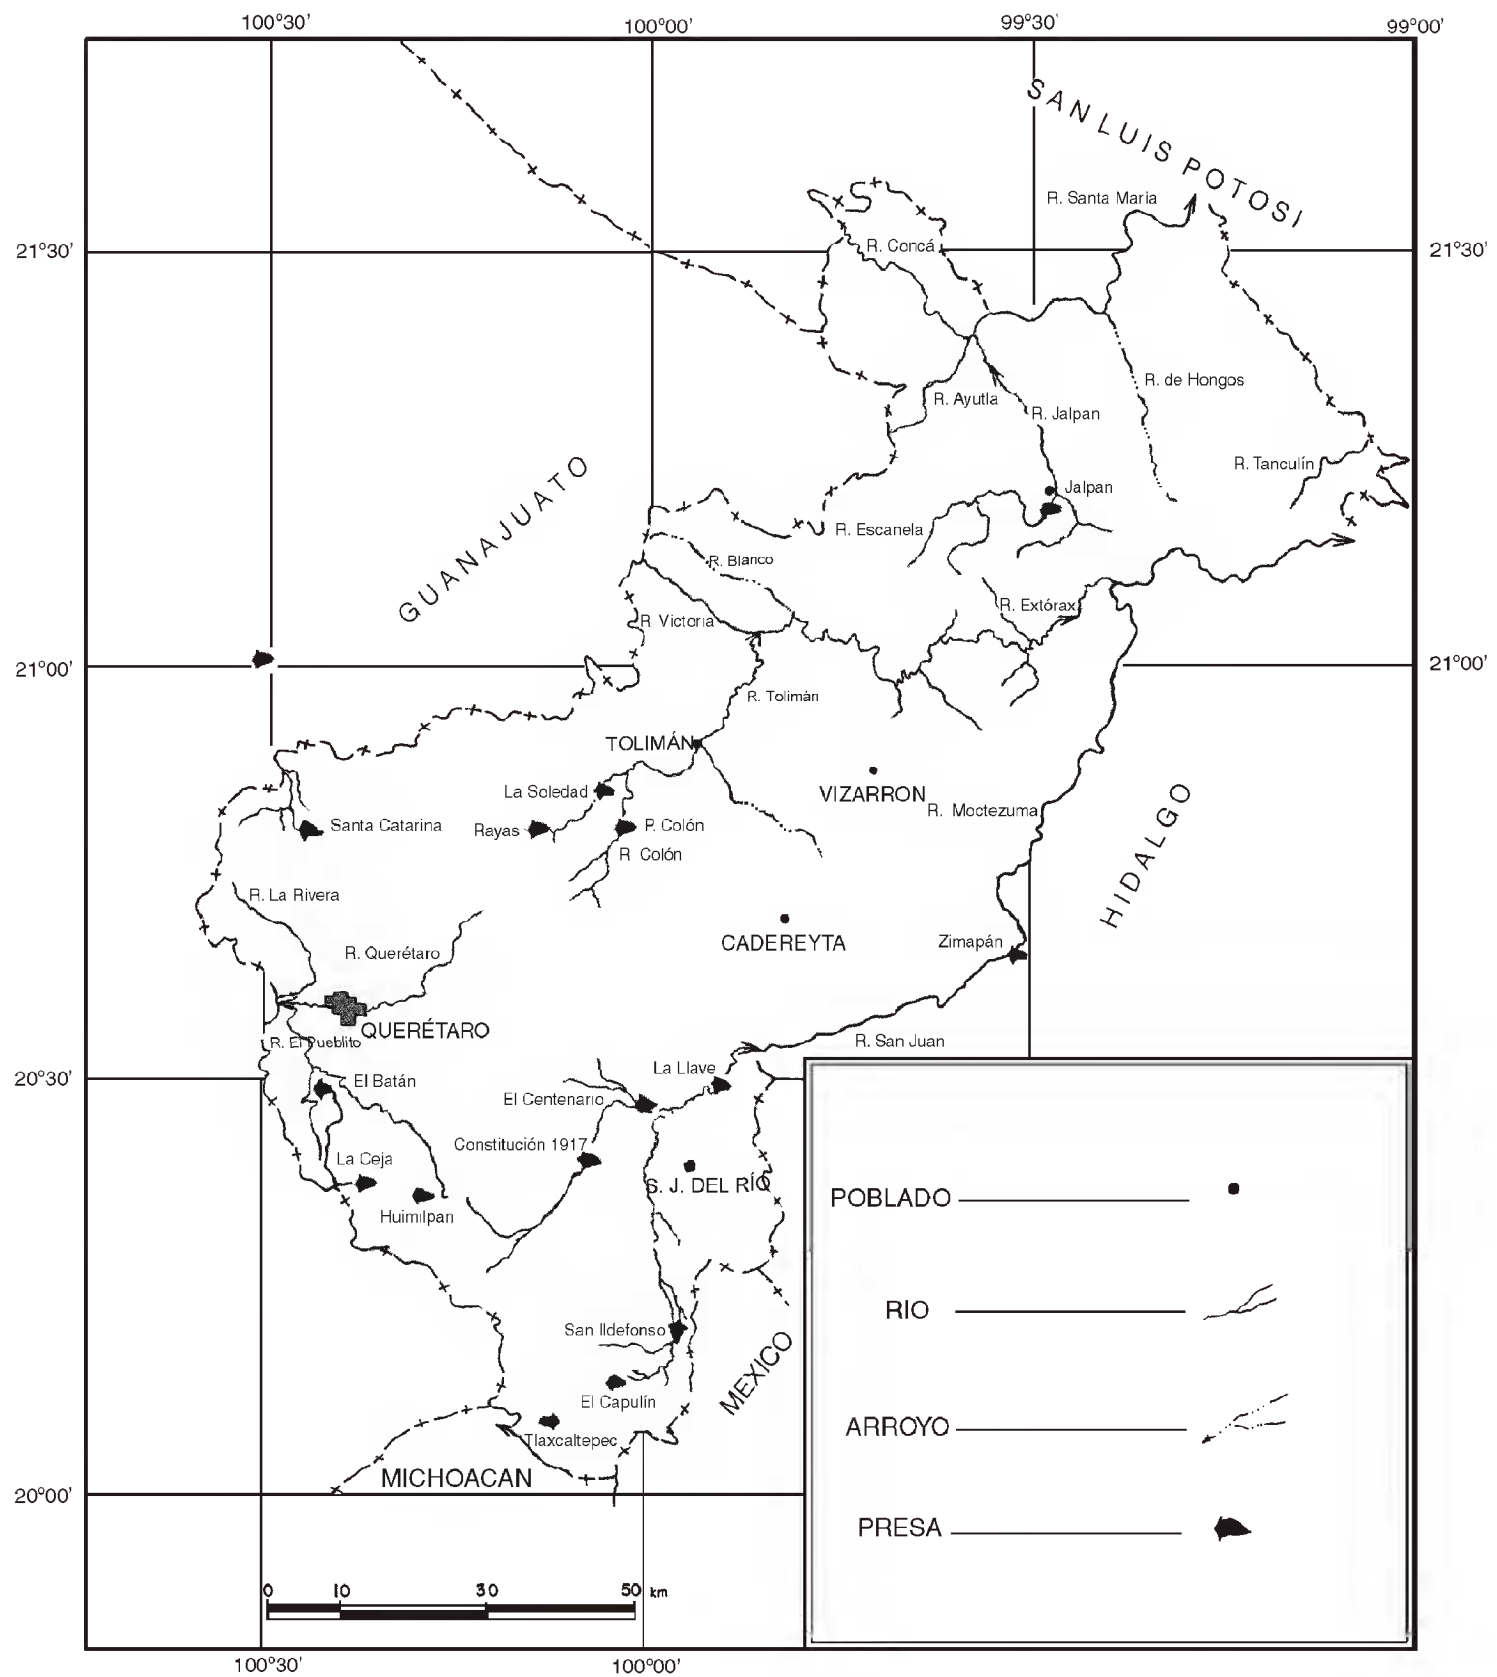 100°30'
100°00'
99°30'
99°00'
SAN LUIS POTOSI
R. Santa Maria
21°30'
R. Concá
21°30'
R. de Hongos
R. Ayutla
R. Jalpan
GUANAJUATO
R. Tanculín
Jalpan
R. Escanela
R. Blanco
R. Extórax
R. Victoria
21°00'
21°00'
R. Tolimán
TOLIMÁN
La Soledad
VIZARRON
R. Moctezuma
HIDALGO
Santa Catarina
Rayas
P. Colón
R. Colón
R. La Rivera
CADEREYTA
Zimapán
R. Querétaro
QUERÉTARO
R. El Pueblito
R. San Juan
La Llave
20°30'
El Batán
El Centenario
Constitución 1917
La Ceja
S. J. DEL RÍO
Huimilpan
POBLADO
RIO
San Ildefonso
MEXICO
El Capulín
ARROYO
Tlaxcaltepec
MICHOACAN
20°00'
PRESA
0 10 30 50 km
100°30'
100°00'